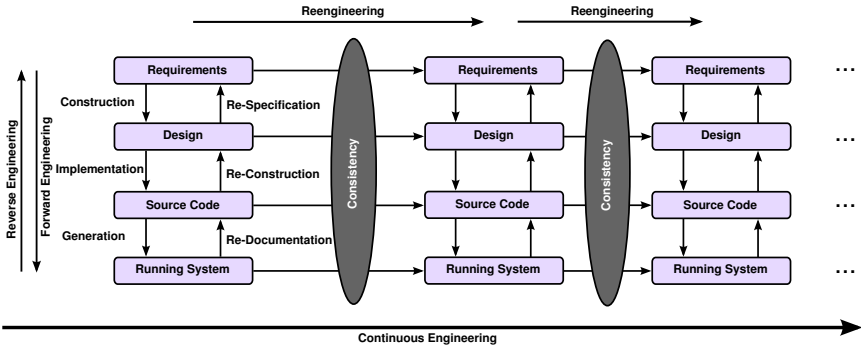 Reengineering
Reengineering
Requirements
Requirements
Requirements
...
Construction
Re-Specification
Design
Design
Design
...
Reverse Engineering
Forward Engineering
Implementation
Re-Construction
Consistency
Consistency
Source Code
Source Code
Source Code
...
Generation
Re-Documentation
Running System
Running System
Running System
...
Continuous Engineering